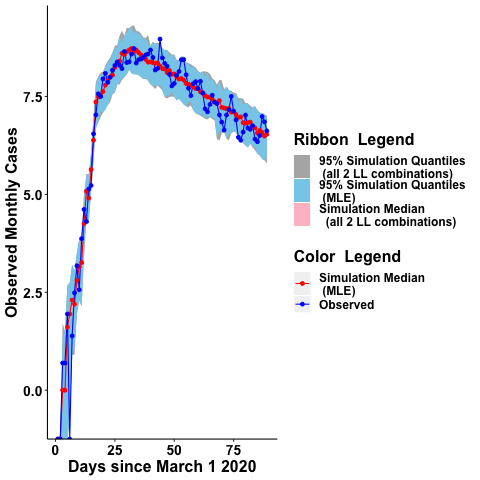 Observed Monthly Cases
7.5
5.0
2.5
0.0
0
25
50
75
Days since March 1 2020
Ribbon Legend
95% Simulation Quantiles
(all 2 LL combinations)
95% Simulation Quantiles
(MLE)
Simulation Median
(all 2 LL combinations)
Color Legend
Simulation Median
(MLE)
Observed